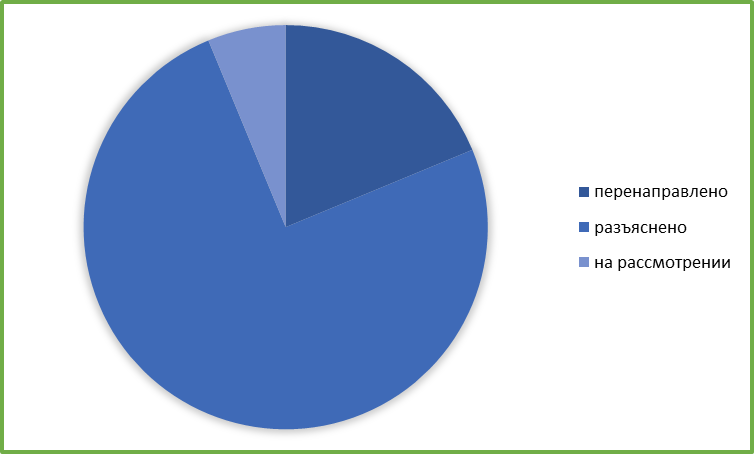 перенаправлено
разъяснено
на рассмотрении